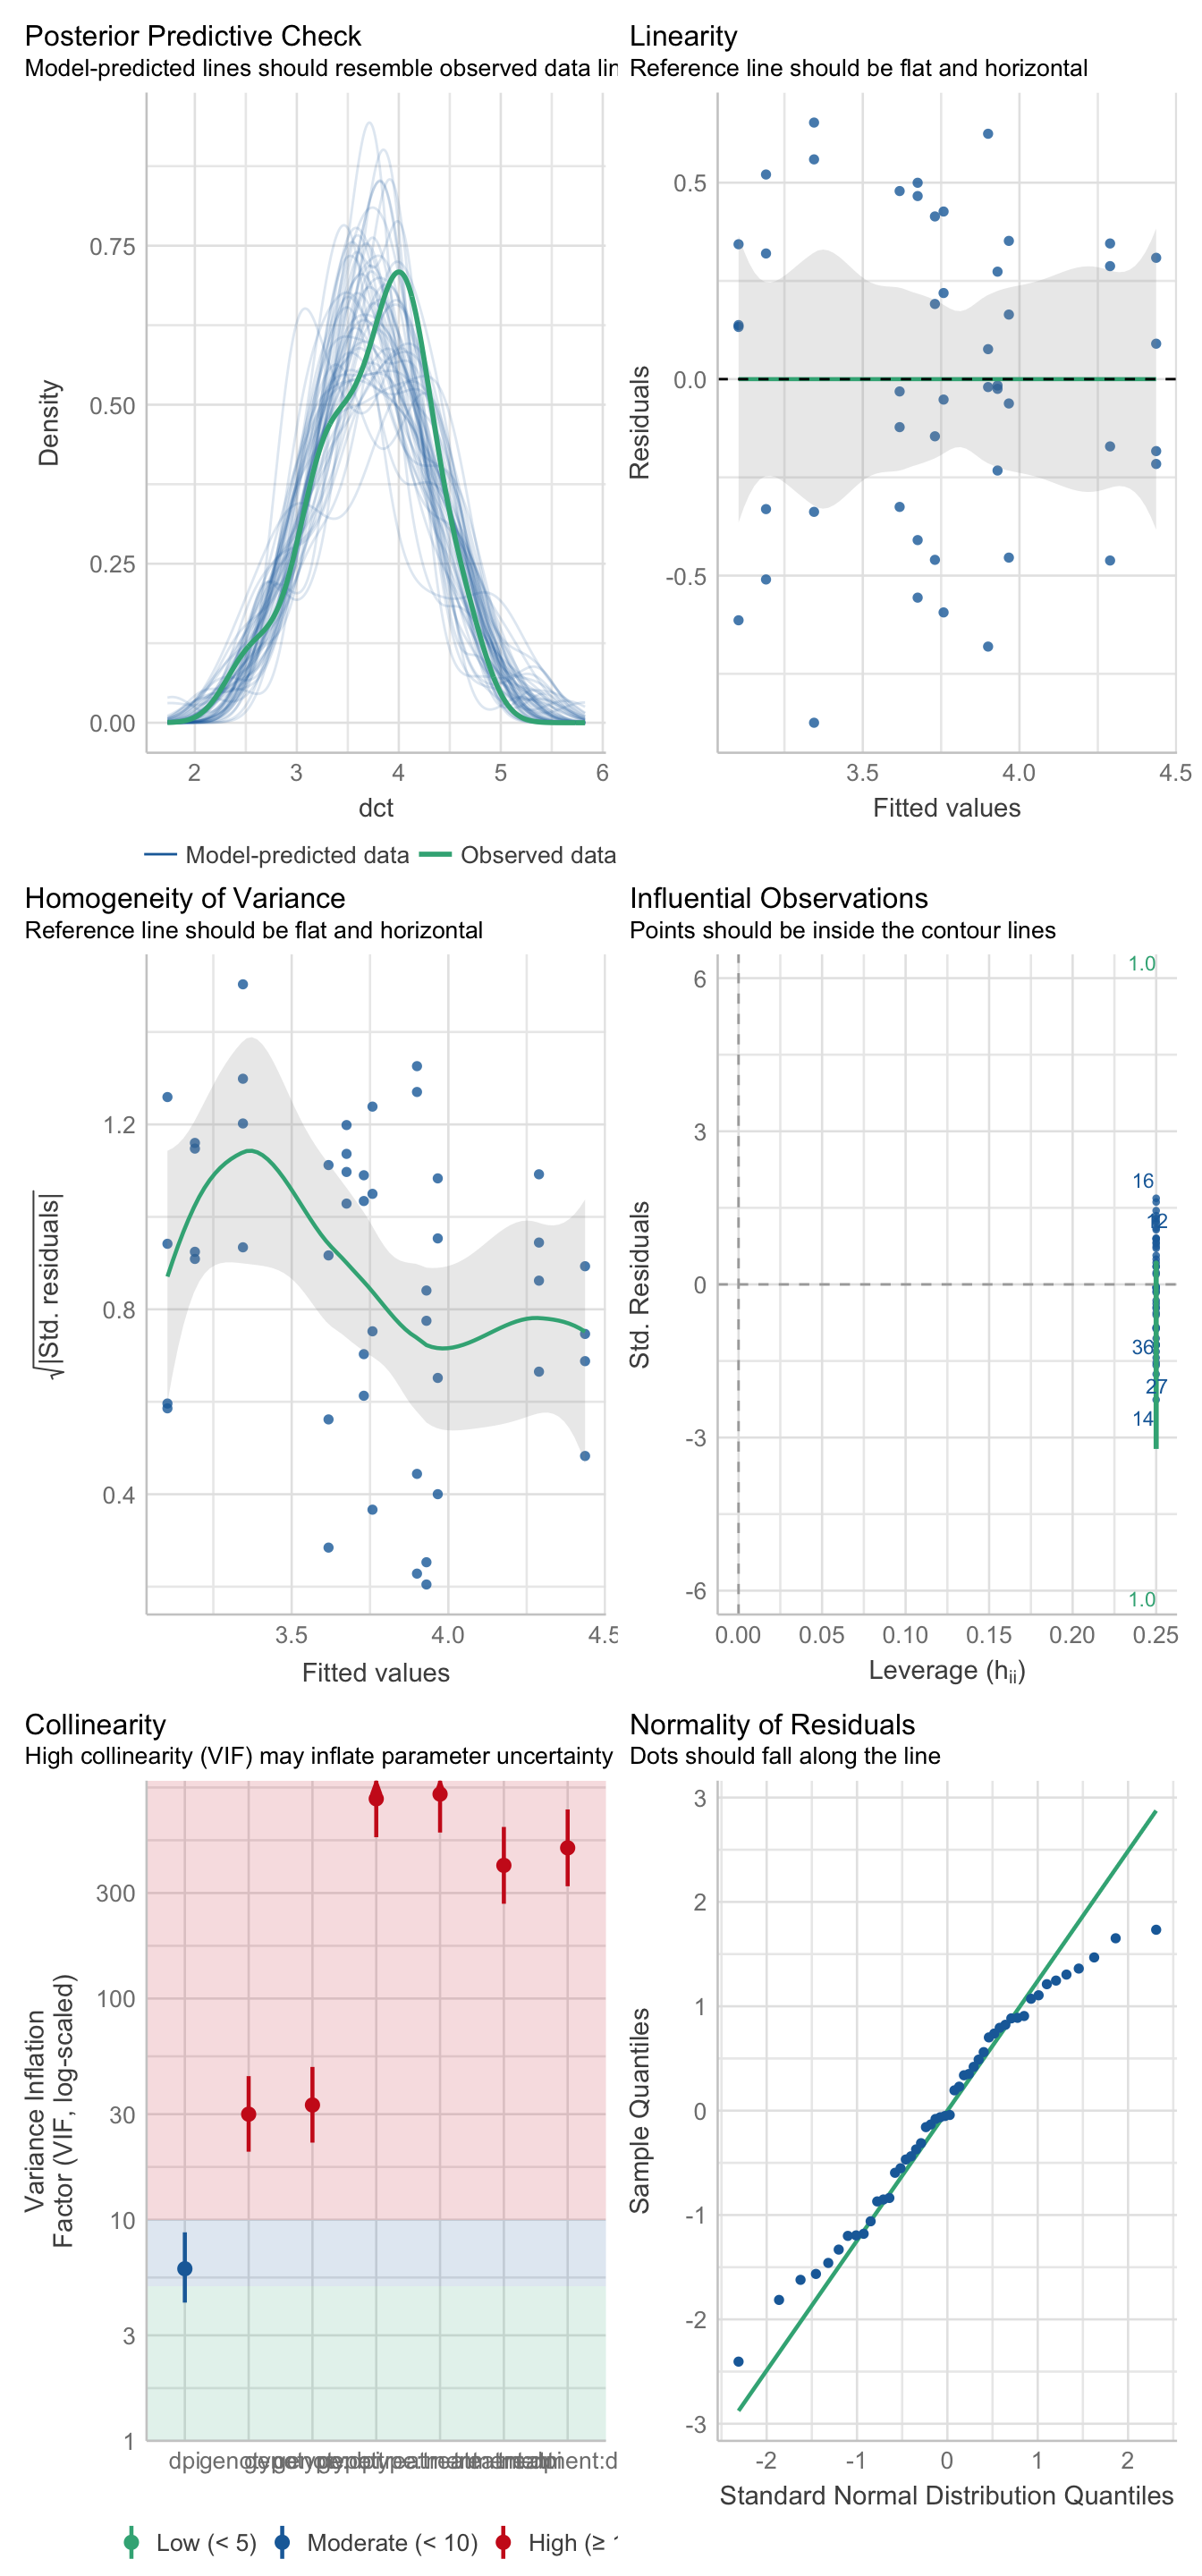 Posterior Predictive Check
Model-predicted lines should resemble observed data lin
Density
0.75
0.50
0.25
0.00
2 3 4 5 6
dct
Model-predicted data Observed data
Linearity
Reference line should be flat and horizontal
Residuals
0.5
0.0
-0.5
3.5 4.0 4.5
Fitted values
Homogeneity of Variance
Reference line should be flat and horizontal
√|Std. residuals|
1.2
0.8
0.4
3.5 4.0 4.5
Fitted values
Influential Observations
Points should be inside the contour lines
Std. Residuals
6
3
0
-3
-6
1.0
16
12
36
27
14
1.0
0.00 0.05 0.10 0.15 0.20 0.25
Leverage (hii)
Collinearity
High collinearity (VIF) may inflate parameter uncertainty
Variance Inflation
Factor (VIF, log-scaled)
300
100
30
10
3
1
dpi
Low (< 5) Moderate (< 10) High (≥
Normality of Residuals
Dots should fall along the line
Sample Quantiles
3
2
1
0
-1
-2
-3
-2 -1 0 1 2
Standard Normal Distribution Quantiles